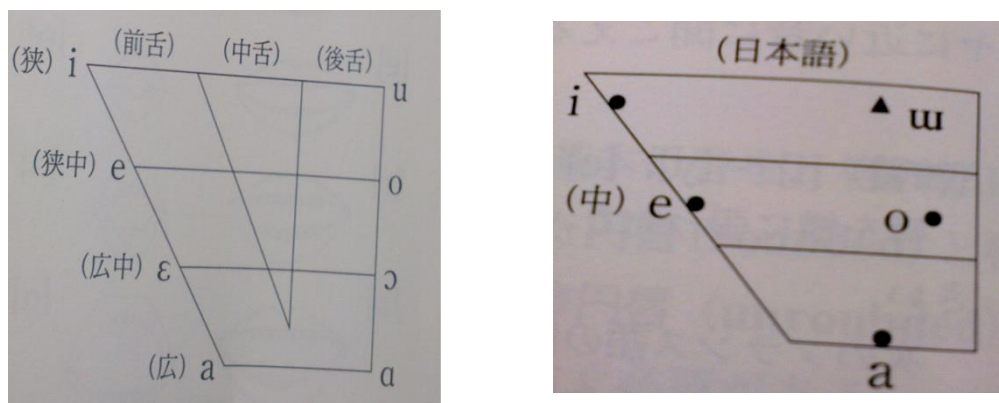 (前舌) (中舌) (後舌)
(狭) i u
(狭中) e o
(広中) ε ɔ
(広) a ɑ
(日本語)
i ɯ
(中) e o
a